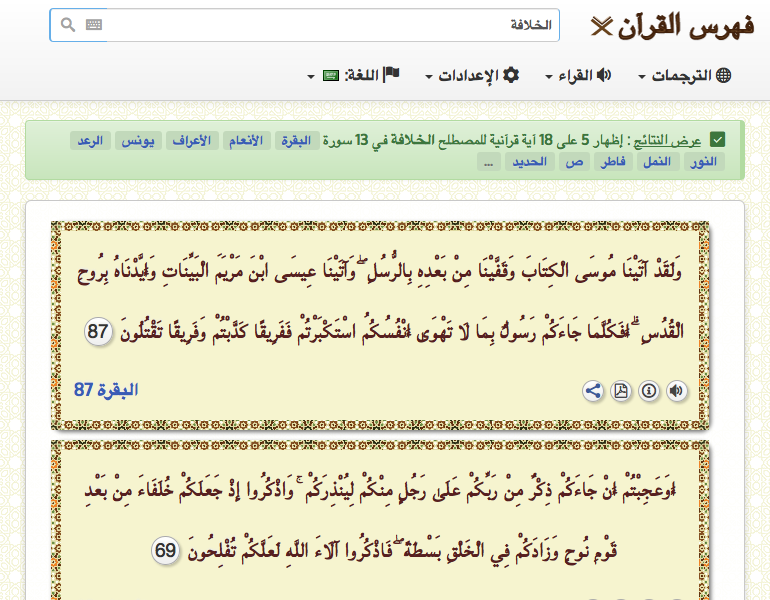 فهرس القرآن
الخلافة
الترجمات القراء الإعدادات اللغة:
عرض النتائج : إظهار 5 على 18 آية قرآنية للمصطلح الخلافة في 13 سورة البقرة الأنعام الأعراف يونس الرعد
النور النمل فاطر ص الحديد ...
وَلَقَدْ آتَيْنَا مُوسَى الْكِتَابَ وَقَفَّيْنَا مِنْ بَعْدِهِ بِالرُّسُلِ ۖ وَآتَيْنَا عِيسَى ابْنَ مَرْيَمَ الْبَيِّنَاتِ وَأَيَّدْنَاهُ بِرُوحِ
الْقُدُسِ ۗ أَفَكُلَّمَا جَاءَكُمْ رَسُولٌ بِمَا لَا تَهْوَى أَنْفُسُكُمُ اسْتَكْبَرْتُمْ فَفَرِيقًا كَذَّبْتُمْ وَفَرِيقًا تَقْتُلُونَ 87
البقرة 87
أَوَعَجِبْتُمْ أَنْ جَاءَكُمْ ذِكْرٌ مِنْ رَبِّكُمْ عَلَى رَجُلٍ مِنْكُمْ لِيُنْذِرَكُمْ ۚ وَاذْكُرُوا إِذْ جَعَلَكُمْ خُلَفَاءَ مِنْ بَعْدِ
قَوْمِ نُوحٍ وَزَادَكُمْ فِي الْخَلْقِ بَسْطَةً ۖ فَاذْكُرُوا آلَاءَ اللَّهِ لَعَلَّكُمْ تُفْلِحُونَ 69